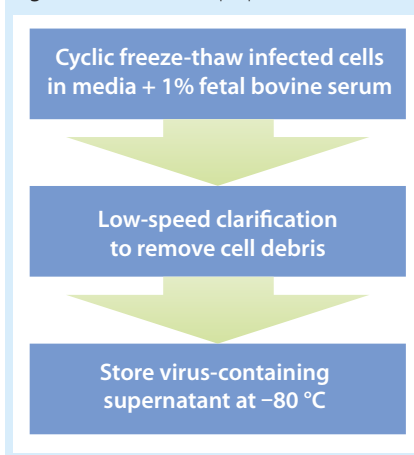 Cyclic freeze-thaw infected cells
in media + 1% fetal bovine serum
Low-speed clarification
to remove cell debris
Store virus-containing
supernatant at −80 °C